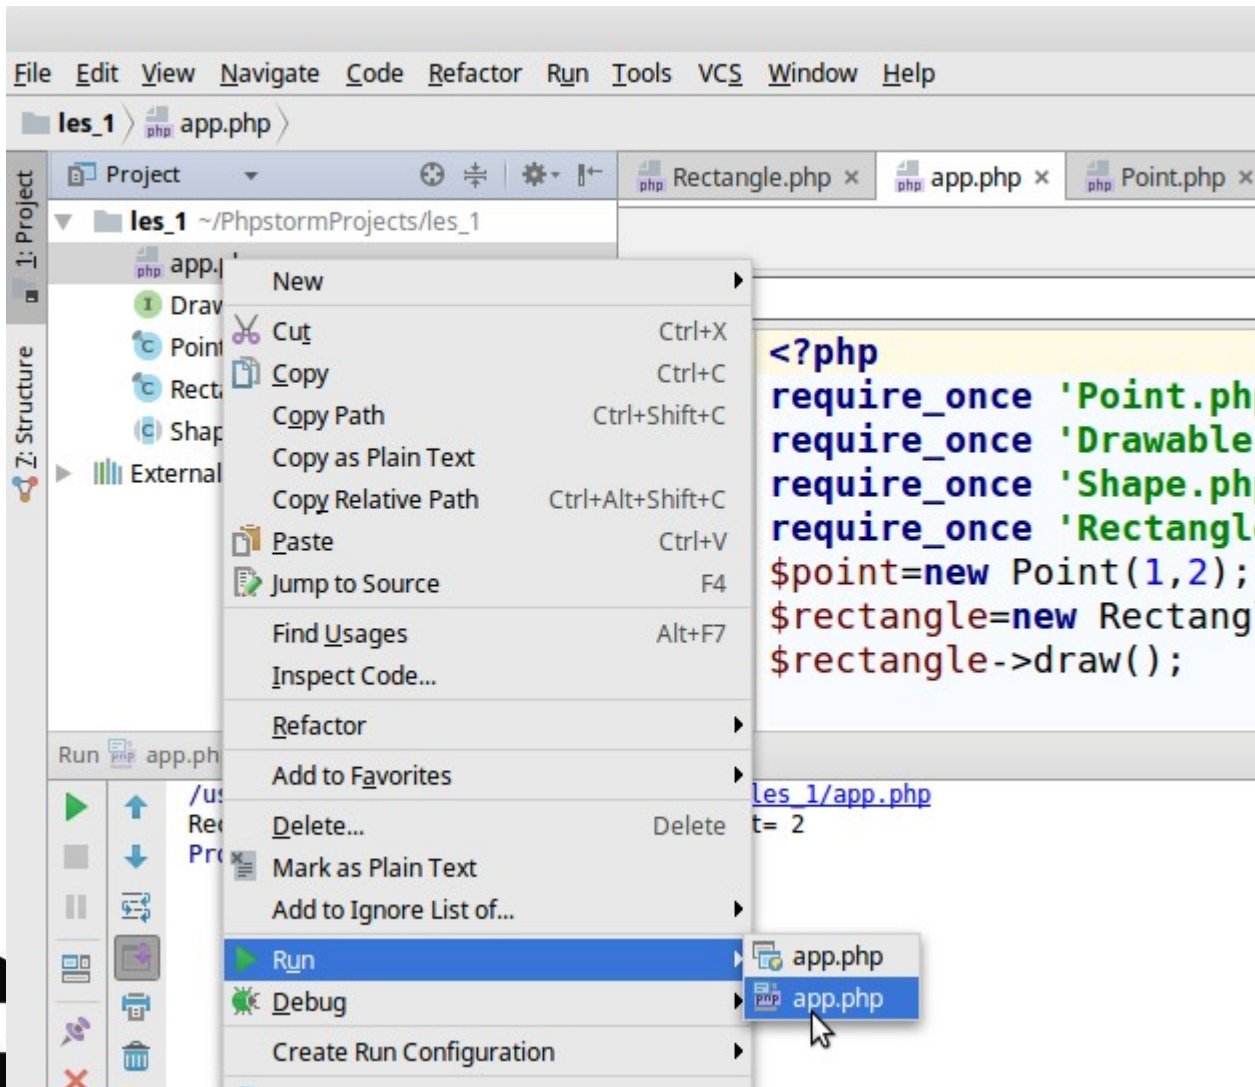 File Edit View Navigate Code Refactor Run Tools VCS Window Help
les_1 app.php
1: Project
7: Structure
Project
Rectangle.php × app.php × Point.php ×
les_1 ~/PhpstormProjects/les_1
app.
Draw
Point
Recta
Shap
External
New
Cut Ctrl+X
Copy Ctrl+C
Copy Path Ctrl+Shift+C
Copy as Plain Text
Copy Relative Path Ctrl+Alt+Shift+C
Paste Ctrl+V
Jump to Source F4
Find Usages Alt+F7
Inspect Code...
Refactor
Add to Favorites
Delete... Delete
Mark as Plain Text
Add to Ignore List of...
Run
Debug
Create Run Configuration
app.php
app.php
<?php
require_once 'Point.ph
require_once 'Drawable
require_once 'Shape.ph
require_once 'Rectangl
$point=new Point(1,2);
$rectangle=new Rectang
$rectangle->draw();
Run app.ph
/us les_1/app.php
Rec t= 2
Pro